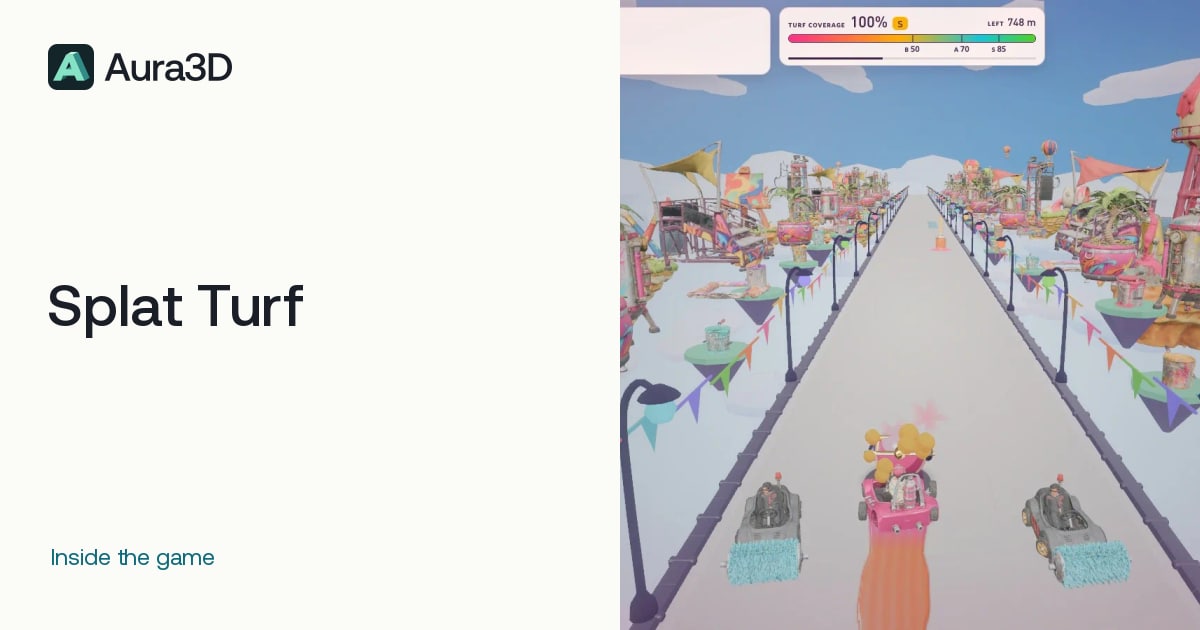 Aura3D
Splat Turf
Inside the game
TURF COVERAGE 100% S LEFT 748 m
B 50 A 70 S 85